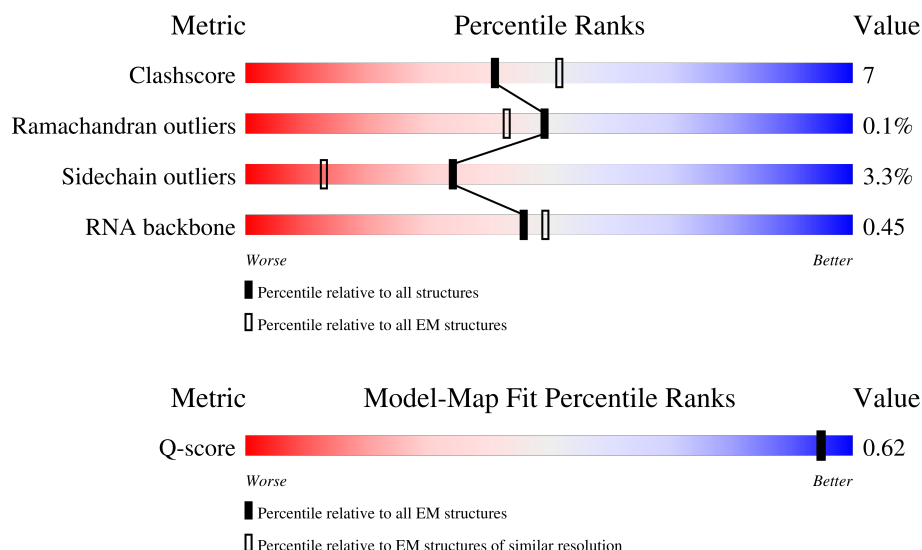 Metric Percentile Ranks Value
Clashscore 7
Ramachandran outliers 0.1%
Sidechain outliers 3.3%
RNA backbone 0.45
Worse Better
Percentile relative to all structures
Percentile relative to all EM structures
Metric Model-Map Fit Percentile Ranks Value
Q-score 0.62
Worse Better
Percentile relative to all EM structures
Percentile relative to EM structures of similar resolution